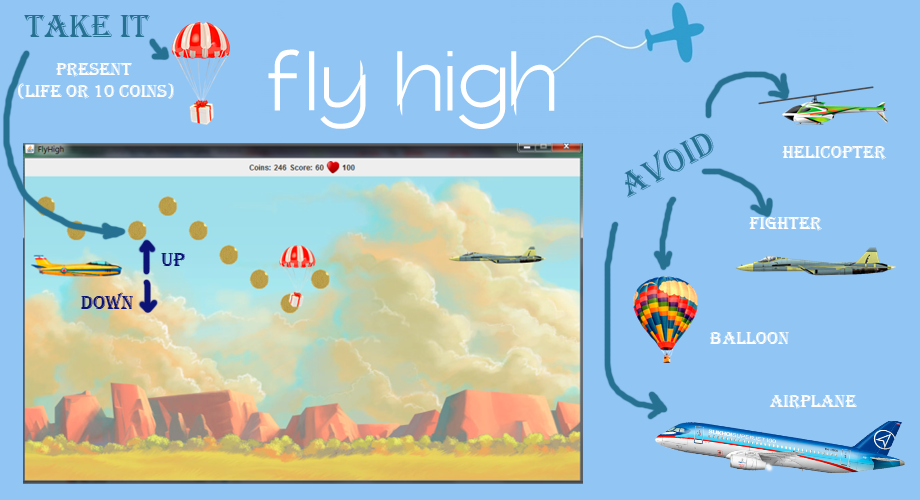 TAKE IT
PRESENT
(LIFE OR 10 COINS)
fly high
FlyHigh
Coins: 246 Score: 60 100
UP
DOWN
AVOID
HELICOPTER
FIGHTER
BALLOON
AIRPLANE